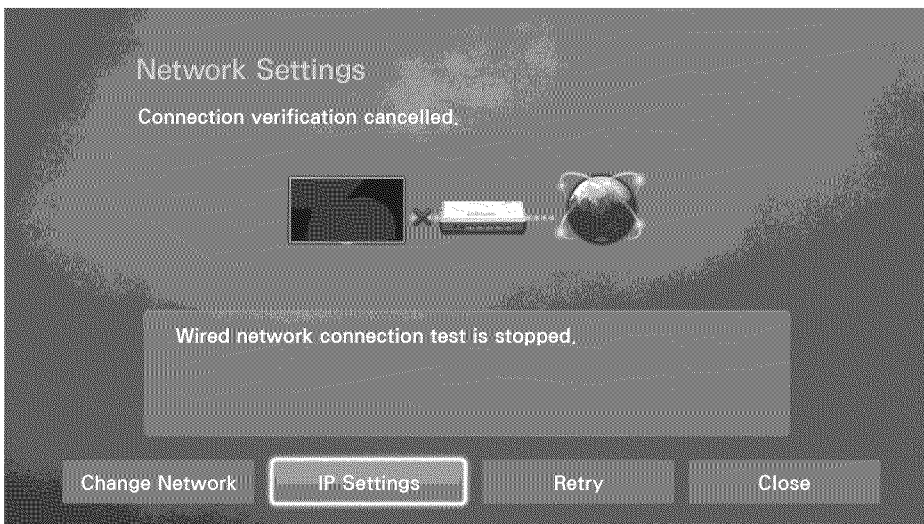 Network Settings
Connection verification cancelled.
Wired network connection test is stopped.
Change Network
IP Settings
Retry
Close